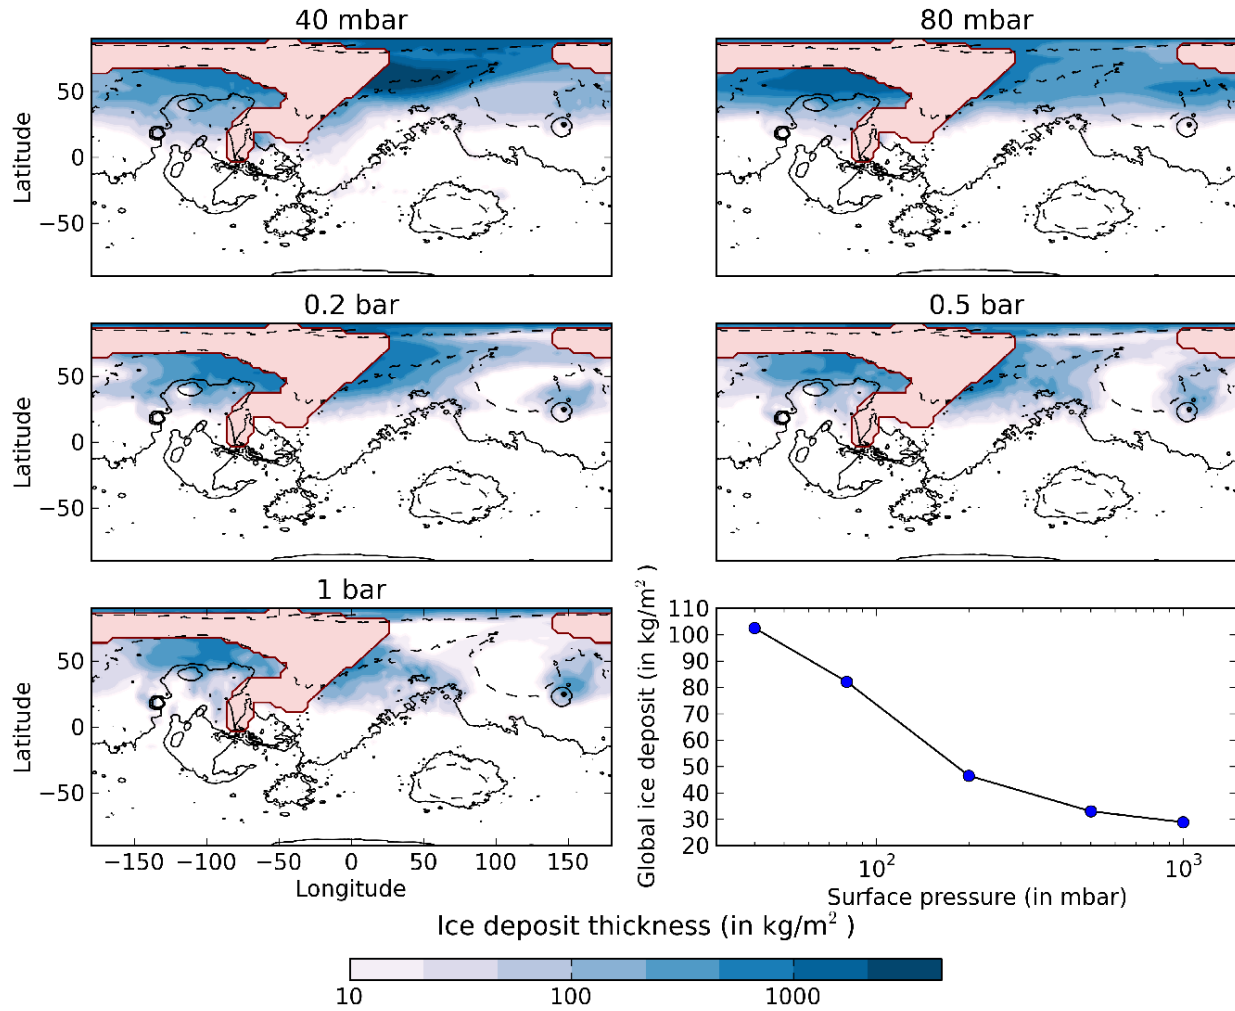 40 mbar
80 mbar
Latitude
50
0
−50
0.2 bar
0.5 bar
Latitude
50
0
−50
50
0
−50
1 bar
Latitude
50
0
−50
−150 −100 −50 0 50 100 150
Longitude
Global ice deposit (in kg/m²)
110
100
90
80
70
60
50
40
30
20
10² 10³
Surface pressure (in mbar)
Ice deposit thickness (in kg/m² )
10 100 1000